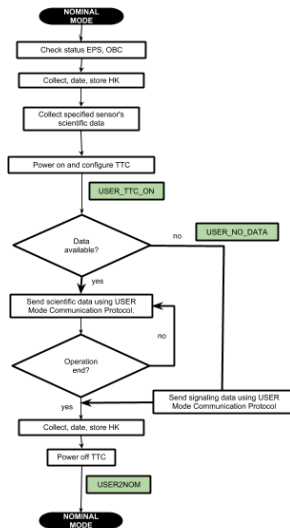 NOMINAL
MODE
Check status EPS, OBC
Collect, date, store HK
Collect specified sensor's
scientific data
Power on and configure TTC
USER_TTC_ON
Data
available?
no
USER_NO_DATA
yes
Send scientific data using USER
Mode Communication Protocol.
no
Operation
end?
Send signaling data using USER
Mode Communication Protocol
yes
Collect, date, store HK
Power off TTC
USER2NOM
NOMINAL
MODE